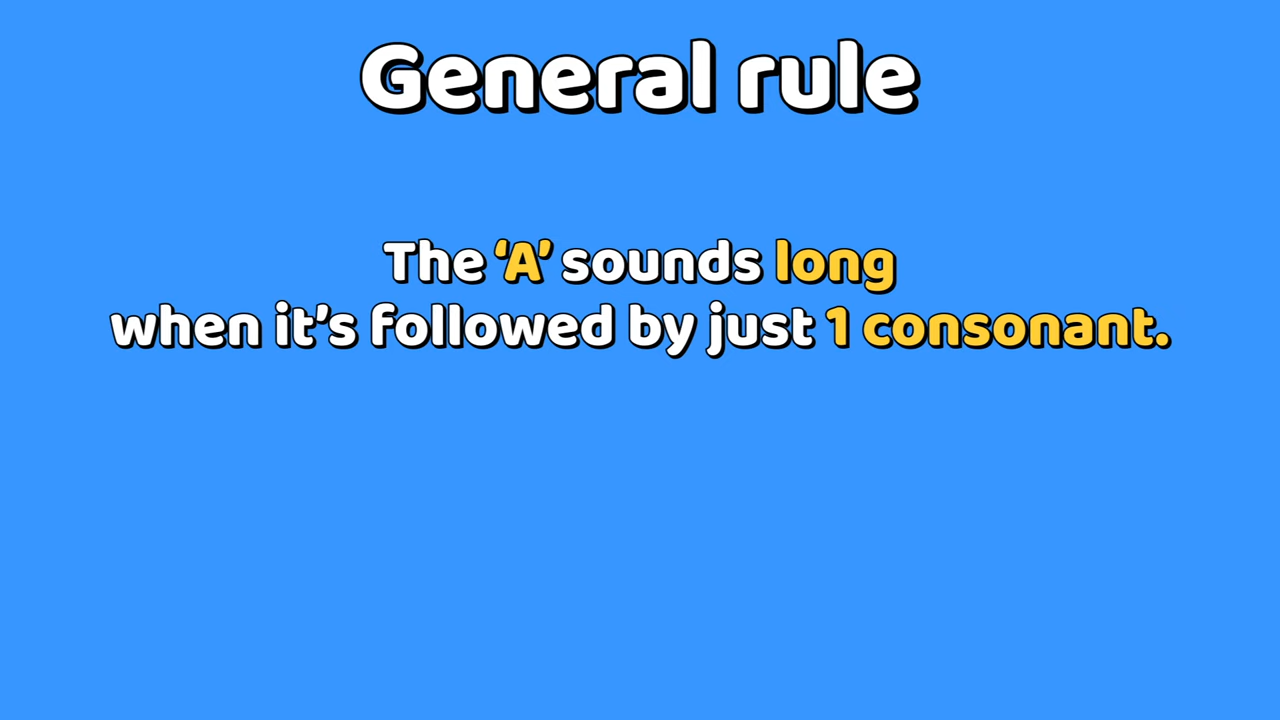 General rule
The ‘A’ sounds long
when it’s followed by just 1 consonant.